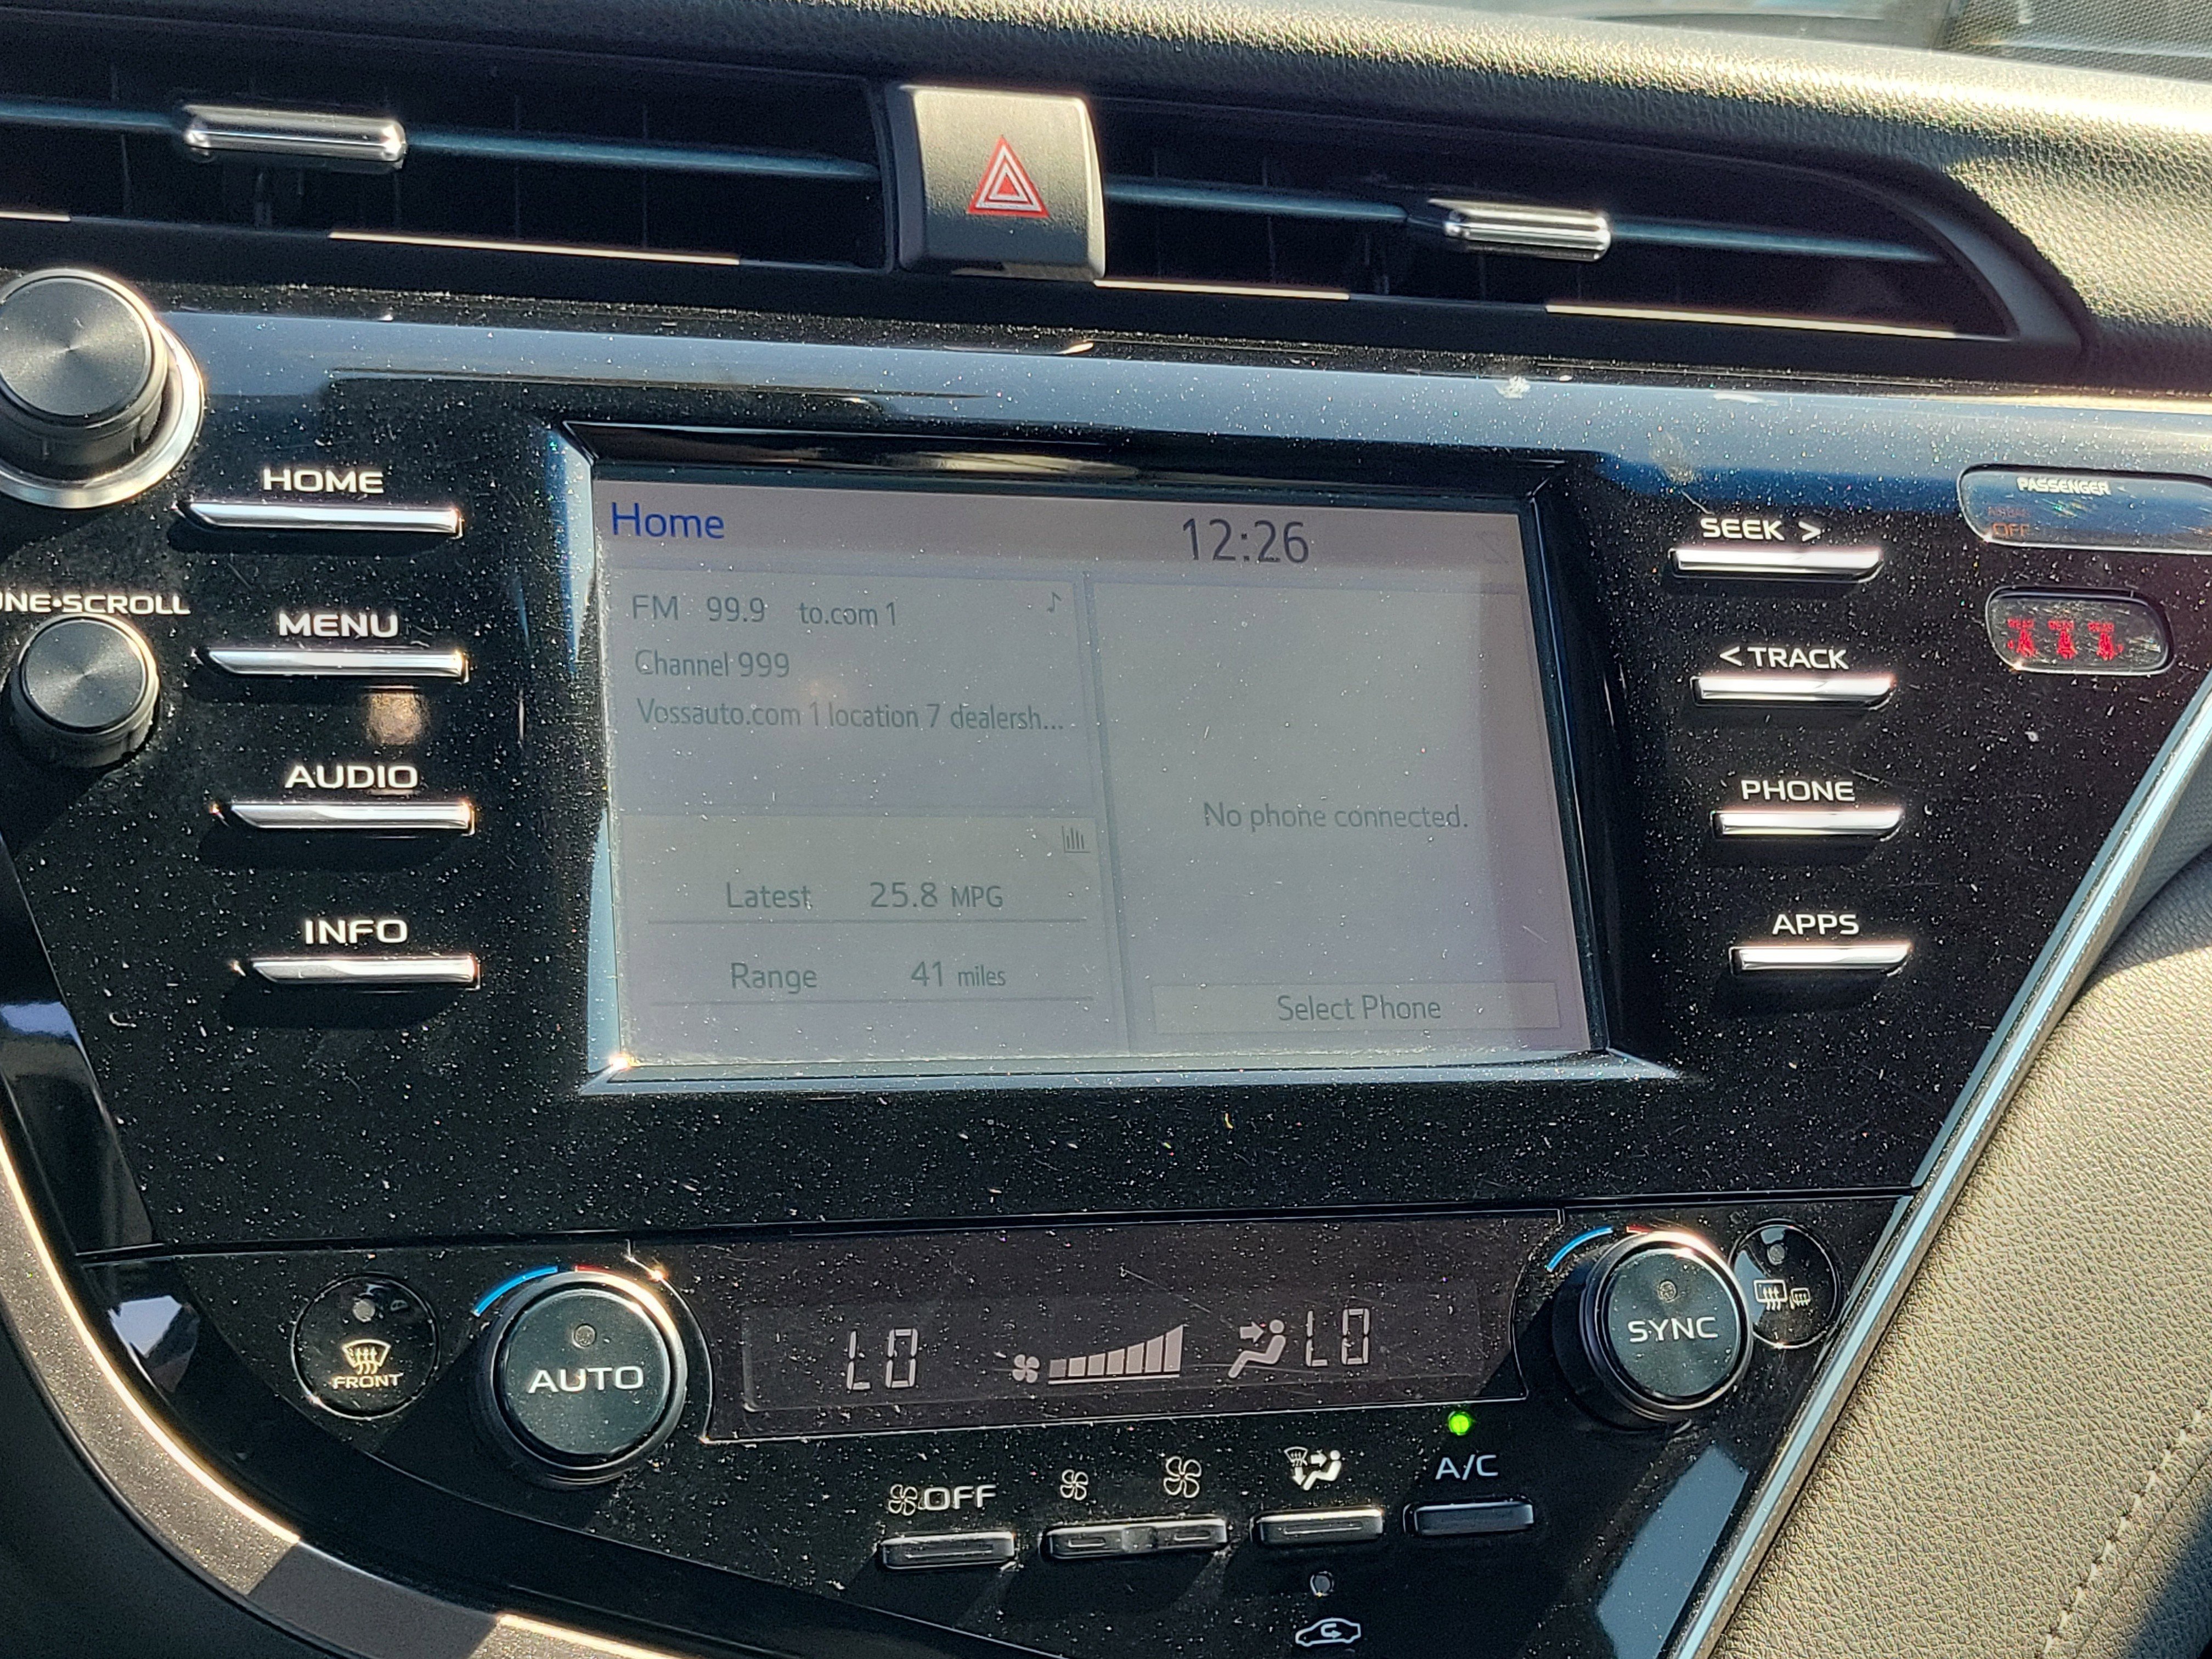 HOME
UNE•SCROLL
MENU
AUDIO
INFO
Home 12:26
FM 99.9 to.com 1
Channel 999
Vossauto.com 1 location 7 dealersh...
Latest 25.8 MPG
Range 41 miles
No phone connected.
Select Phone
SEEK >
< TRACK
PHONE
APPS
PASSENGER
OFF
FRONT
AUTO
LO LO
SYNC
OFF
A/C